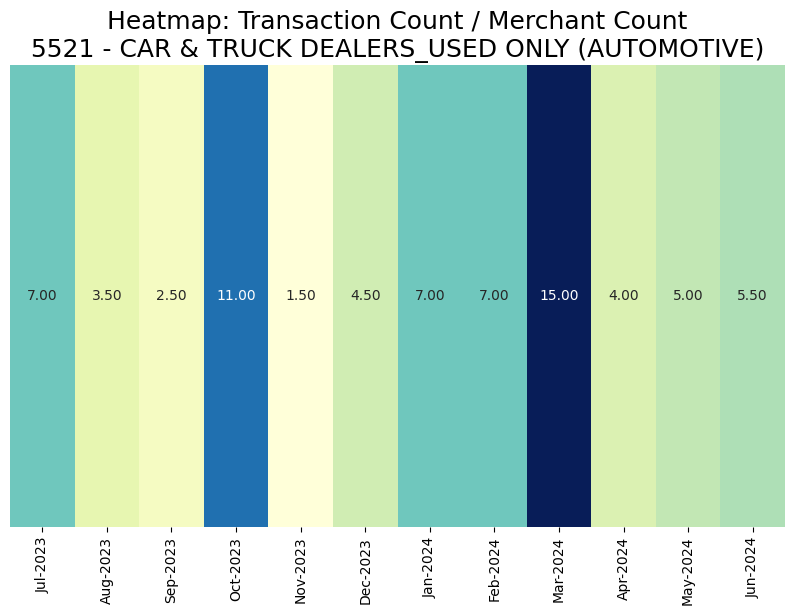 Heatmap: Transaction Count / Merchant Count
5521 - CAR & TRUCK DEALERS_USED ONLY (AUTOMOTIVE)
7.00 3.50 2.50 11.00 1.50 4.50 7.00 7.00 15.00 4.00 5.00 5.50
Jul-2023 Aug-2023 Sep-2023 Oct-2023 Nov-2023 Dec-2023 Jan-2024 Feb-2024 Mar-2024 Apr-2024 May-2024 Jun-2024